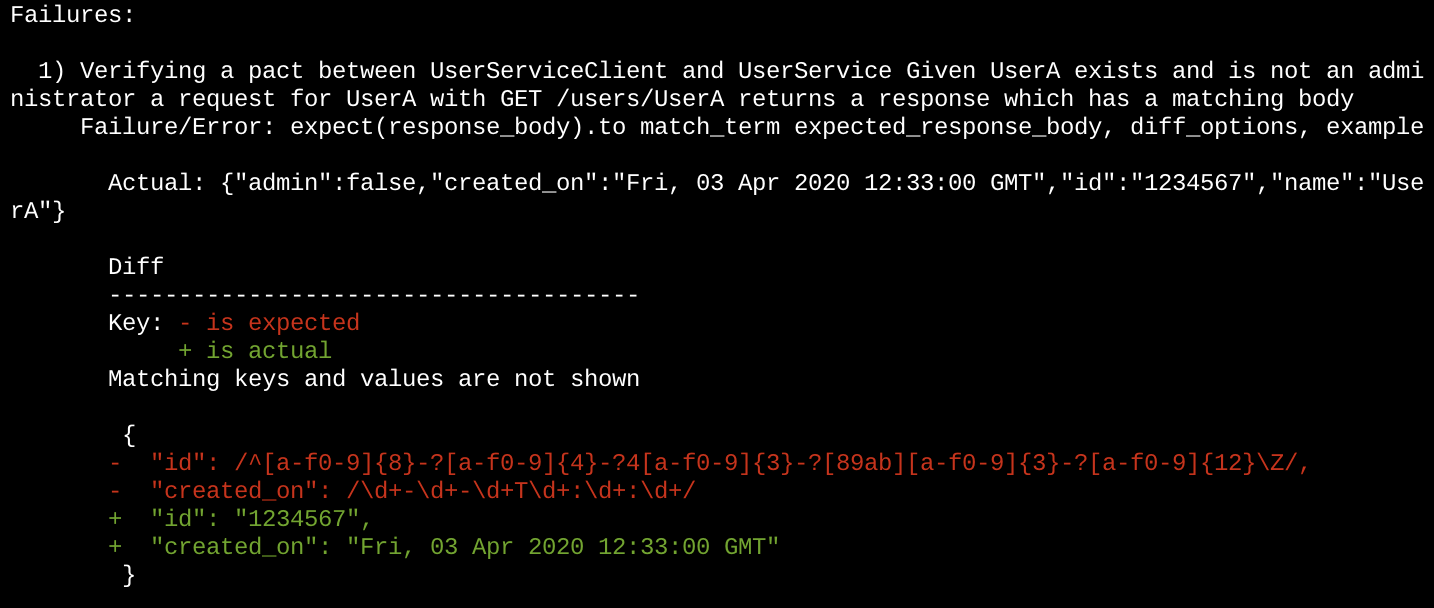 Failures:
  1) Verifying a pact between UserServiceClient and UserService Given UserA exists and is not an admi
nistrator a request for UserA with GET /users/UserA returns a response which has a matching body
     Failure/Error: expect(response_body).to match_term expected_response_body, diff_options, example
       Actual: {"admin":false,"created_on":"Fri, 03 Apr 2020 12:33:00 GMT","id":"1234567","name":"Use
rA"}
       Diff
       --------------------------------------
       Key: - is expected
            + is actual
       Matching keys and values are not shown
        {
       -  "id": /^[a-f0-9]{8}-?[a-f0-9]{4}-?4[a-f0-9]{3}-?[89ab][a-f0-9]{3}-?[a-f0-9]{12}\Z/,
       -  "created_on": /\d+-\d+-\d+T\d+:\d+:\d+/
       +  "id": "1234567",
       +  "created_on": "Fri, 03 Apr 2020 12:33:00 GMT"
        }